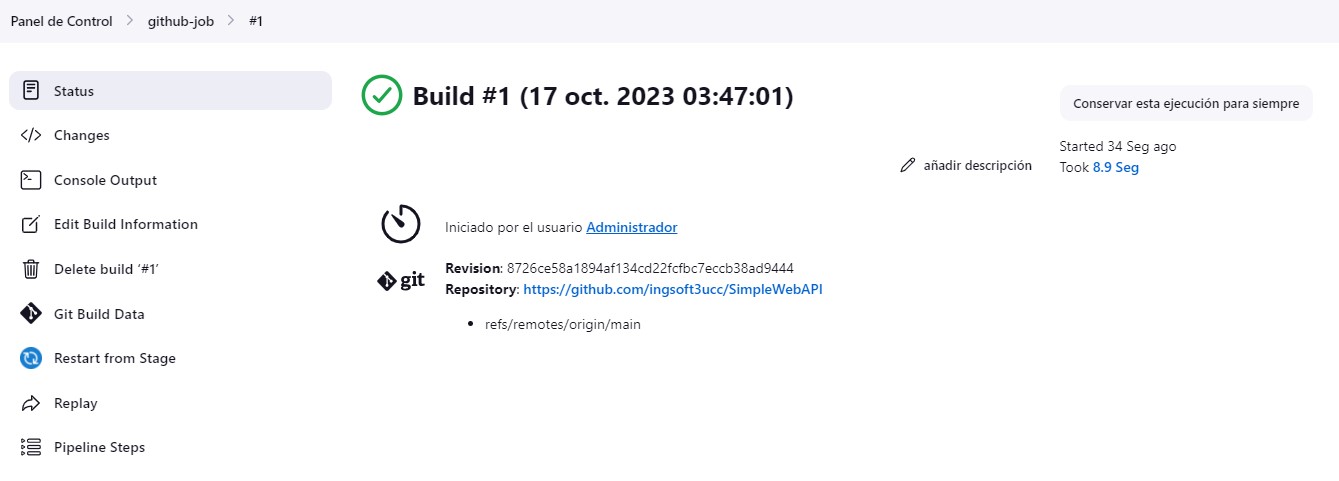 Panel de Control > github-job > #1
Status
Changes
Console Output
Edit Build Information
Delete build ‘#1’
Git Build Data
Restart from Stage
Replay
Pipeline Steps
Build #1 (17 oct. 2023 03:47:01)
Conservar esta ejecución para siempre
Started 34 Seg ago
Took 8.9 Seg
añadir descripción
Iniciado por el usuario Administrador
git
Revision: 8726ce58a1894af134cd22fcfbc7eccb38ad9444
Repository: https://github.com/ingsoft3ucc/SimpleWebAPI
• refs/remotes/origin/main